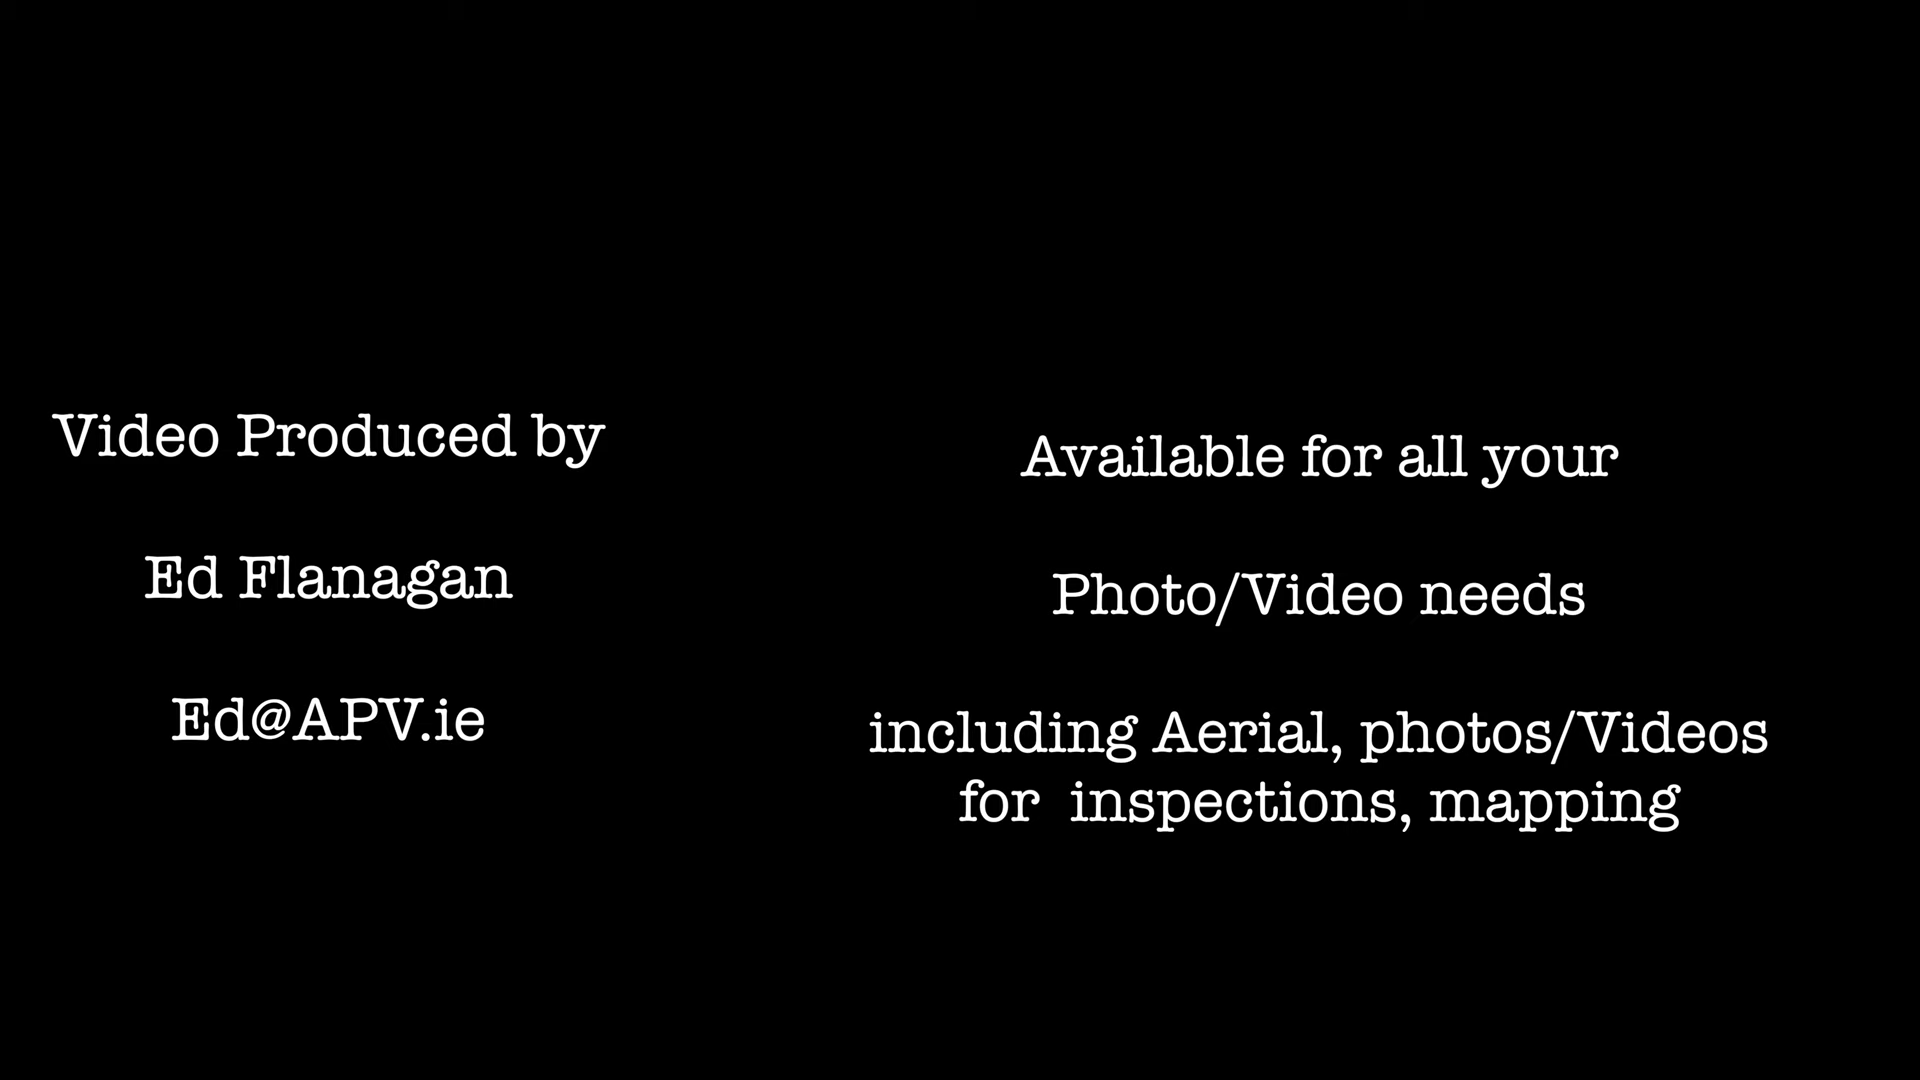 Video Produced by
Ed Flanagan
Ed@APV.ie
Available for all your
Photo/Video needs
including Aerial, photos/Videos
for  inspections, mapping